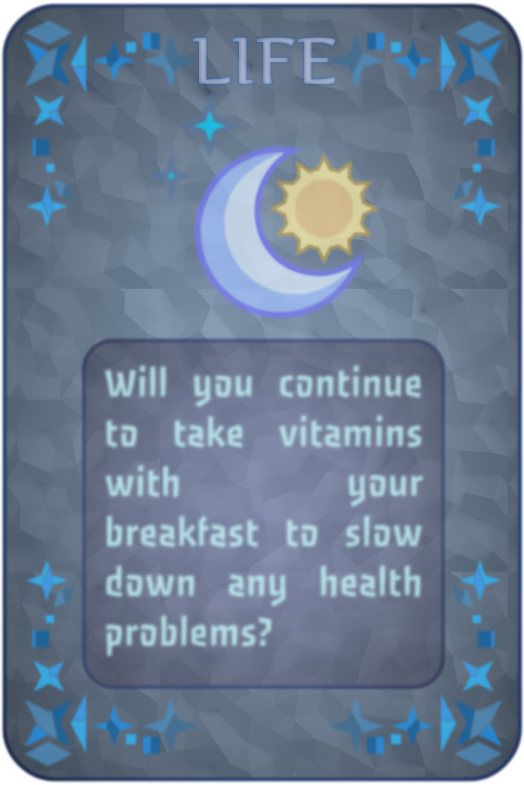 LIFE
Will you continue
to take vitamins
with your
breakfast to slow
down any health
problems?